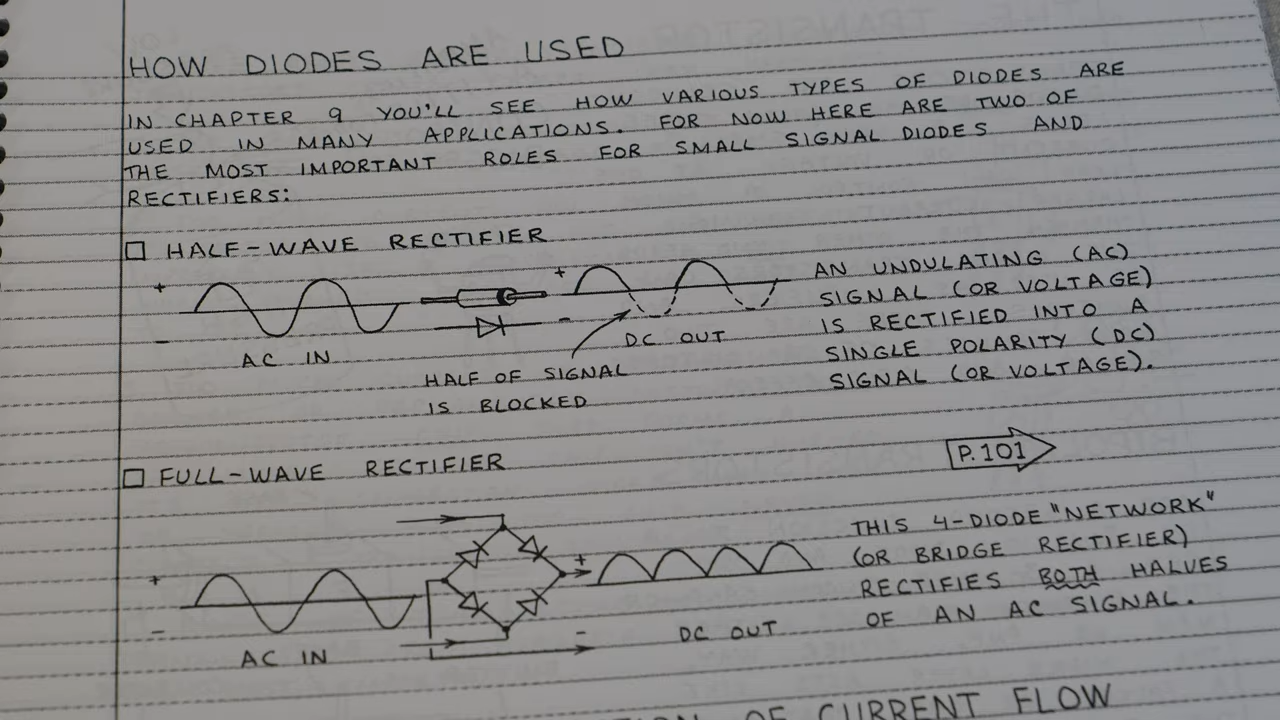 HOW DIODES ARE USED
IN CHAPTER 9 YOU'LL SEE HOW VARIOUS TYPES OF DIODES ARE
USED IN MANY APPLICATIONS. FOR NOW HERE ARE TWO OF
THE MOST IMPORTANT ROLES FOR SMALL SIGNAL DIODES AND
RECTIFIERS:
HALF-WAVE RECTIFIER
+
-
AC IN
+
-
DC OUT
HALF OF SIGNAL
IS BLOCKED
AN UNDULATING (AC)
SIGNAL (OR VOLTAGE)
IS RECTIFIED INTO A
SINGLE POLARITY (DC)
SIGNAL (OR VOLTAGE).
P.101
FULL-WAVE RECTIFIER
+
-
AC IN
+
-
DC OUT
THIS 4-DIODE "NETWORK"
(OR BRIDGE RECTIFIER)
RECTIFIES BOTH HALVES
OF AN AC SIGNAL.
OF CURRENT FLOW